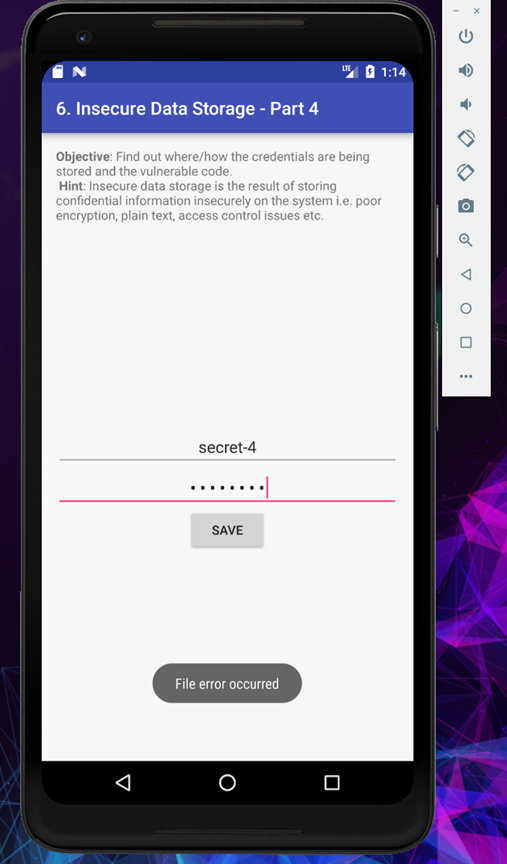 LTE 1:14
6. Insecure Data Storage - Part 4
Objective: Find out where/how the credentials are being
stored and the vulnerable code.
Hint: Insecure data storage is the result of storing
confidential information insecurely on the system i.e. poor
encryption, plain text, access control issues etc.
secret-4
••••••••
SAVE
File error occurred